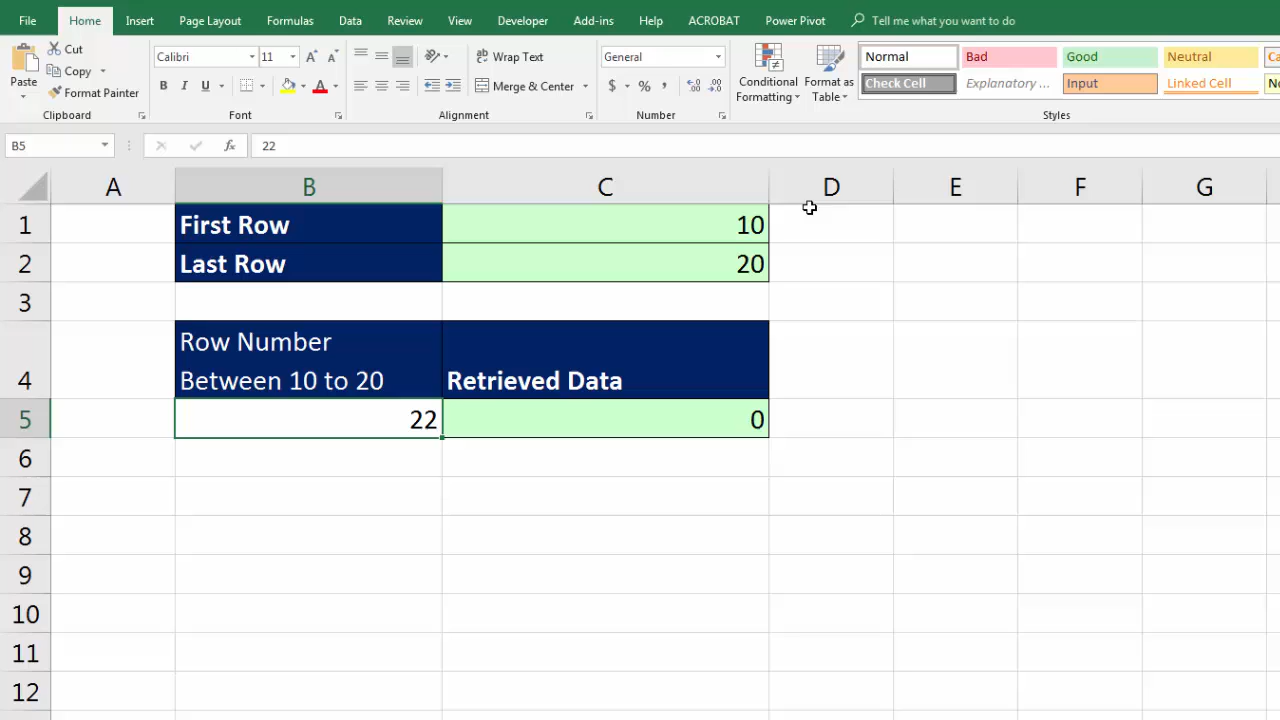 File Home Insert Page Layout Formulas Data Review View Developer Add-ins Help ACROBAT Power Pivot Tell me what you want to do
Cut
Copy
Format Painter
Paste
Clipboard
Calibri 11
B I U
Font
Wrap Text
Merge & Center
Alignment
General
$ % ,
Number
Conditional Formatting
Format as Table
Normal Bad Good Neutral
Check Cell Explanatory ... Input Linked Cell
Styles
B5 fx 22
A B C D E F G
1 First Row 10
2 Last Row 20
3
Row Number
4 Between 10 to 20 Retrieved Data
5 22 0
6
7
8
9
10
11
12